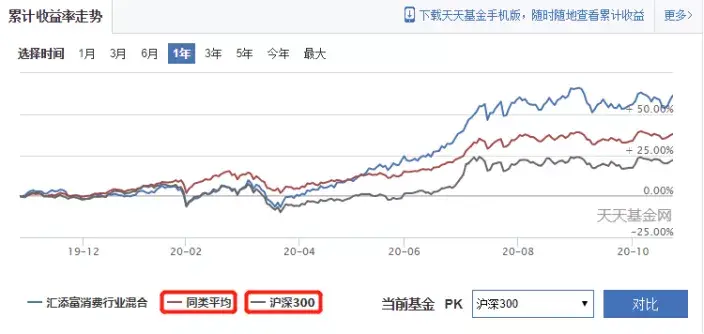 累计收益率走势
下载天天基金手机版，随时随地查看累计收益
更多>
选择时间 1月 3月 6月 1年 3年 5年 今年 最大
+ 50.00%
+ 25.00%
0.00%
天天基金网
-25.00%
19-12 20-02 20-04 20-06 20-08 20-10
汇添富消费行业混合 同类平均 沪深300 当前基金 PK 沪深300 对比